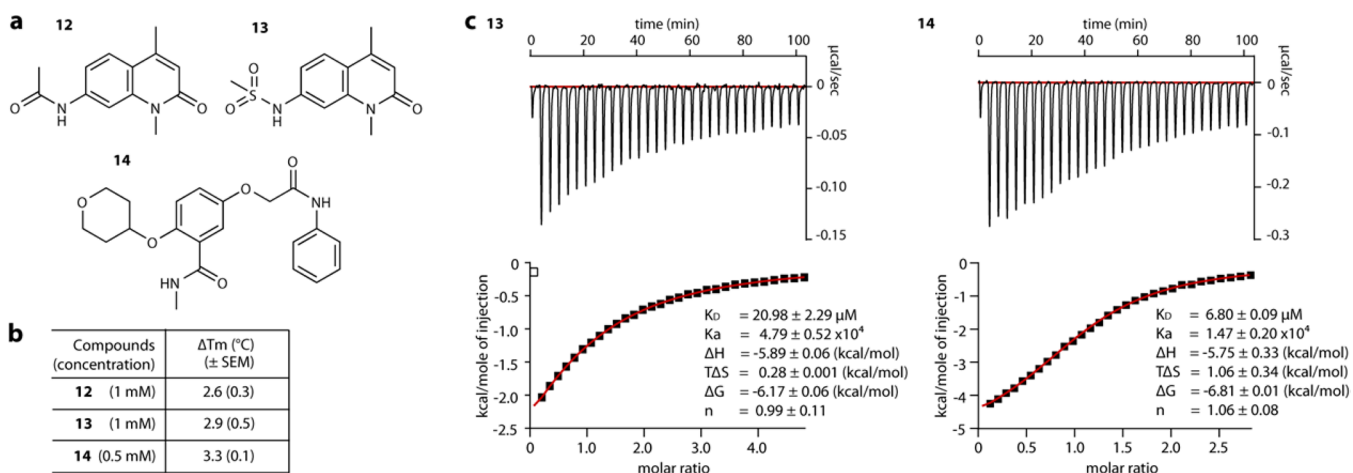 a
12
13
O
N
H
N
O
O
S
O
N
H
N
O
14
O
O
O
O
NH
HN
O
b
Compounds (concentration)
ΔTm (°C) (± SEM)
12 (1 mM) 2.6 (0.3)
13 (1 mM) 2.9 (0.5)
14 (0.5 mM) 3.3 (0.1)
c
13
time (min)
0 20 40 60 80 100
µcal/sec
0
-0.05
-0.10
-0.15
kcal/mole of injection
0
-0.5
-1.0
-1.5
-2.0
-2.5
KD = 20.98 ± 2.29 µM
Ka = 4.79 ± 0.52 x10⁴
ΔH = -5.89 ± 0.06 (kcal/mol)
TΔS = 0.28 ± 0.001 (kcal/mol)
ΔG = -6.17 ± 0.06 (kcal/mol)
n = 0.99 ± 0.11
0 1.0 2.0 3.0 4.0
molar ratio
14
time (min)
0 20 40 60 80 100
µcal/sec
0
-0.1
-0.2
-0.3
kcal/mole of injection
0
-1
-2
-3
-4
-5
KD = 6.80 ± 0.09 µM
Ka = 1.47 ± 0.20 x10⁴
ΔH = -5.75 ± 0.33 (kcal/mol)
TΔS = 1.06 ± 0.34 (kcal/mol)
ΔG = -6.81 ± 0.01 (kcal/mol)
n = 1.06 ± 0.08
0 0.5 1.0 1.5 2.0 2.5
molar ratio